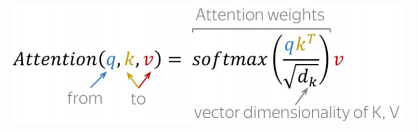 Attention weights
Attention(q, k, v) = softmax(qk^T / √d_k) v
from to
vector dimensionality of K, V